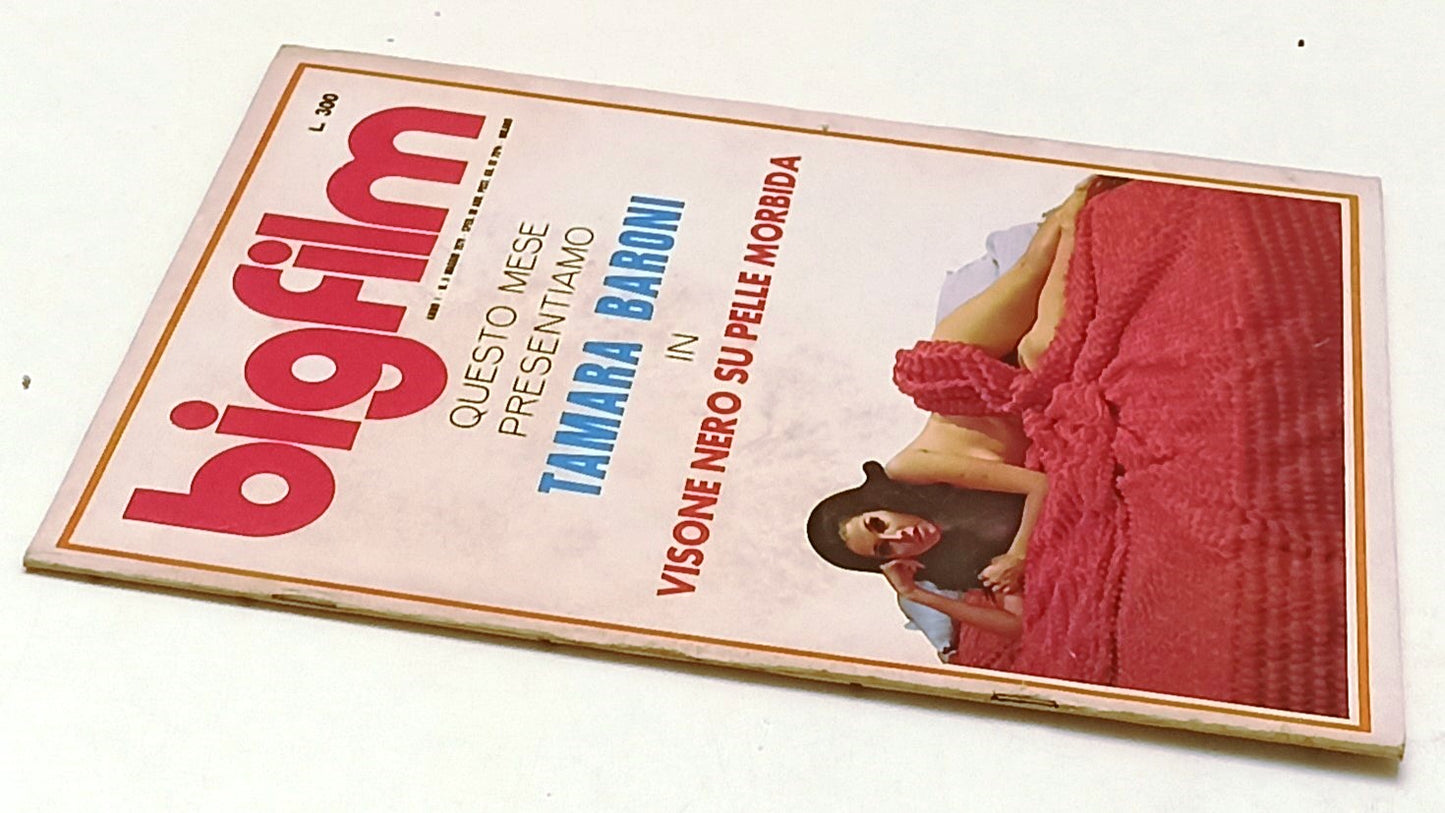 L. 300
bigfilm
QUESTO MESE
PRESENTIAMO
TAMARA BARONI
IN
VISONE NERO SU PELLE MORBIDA